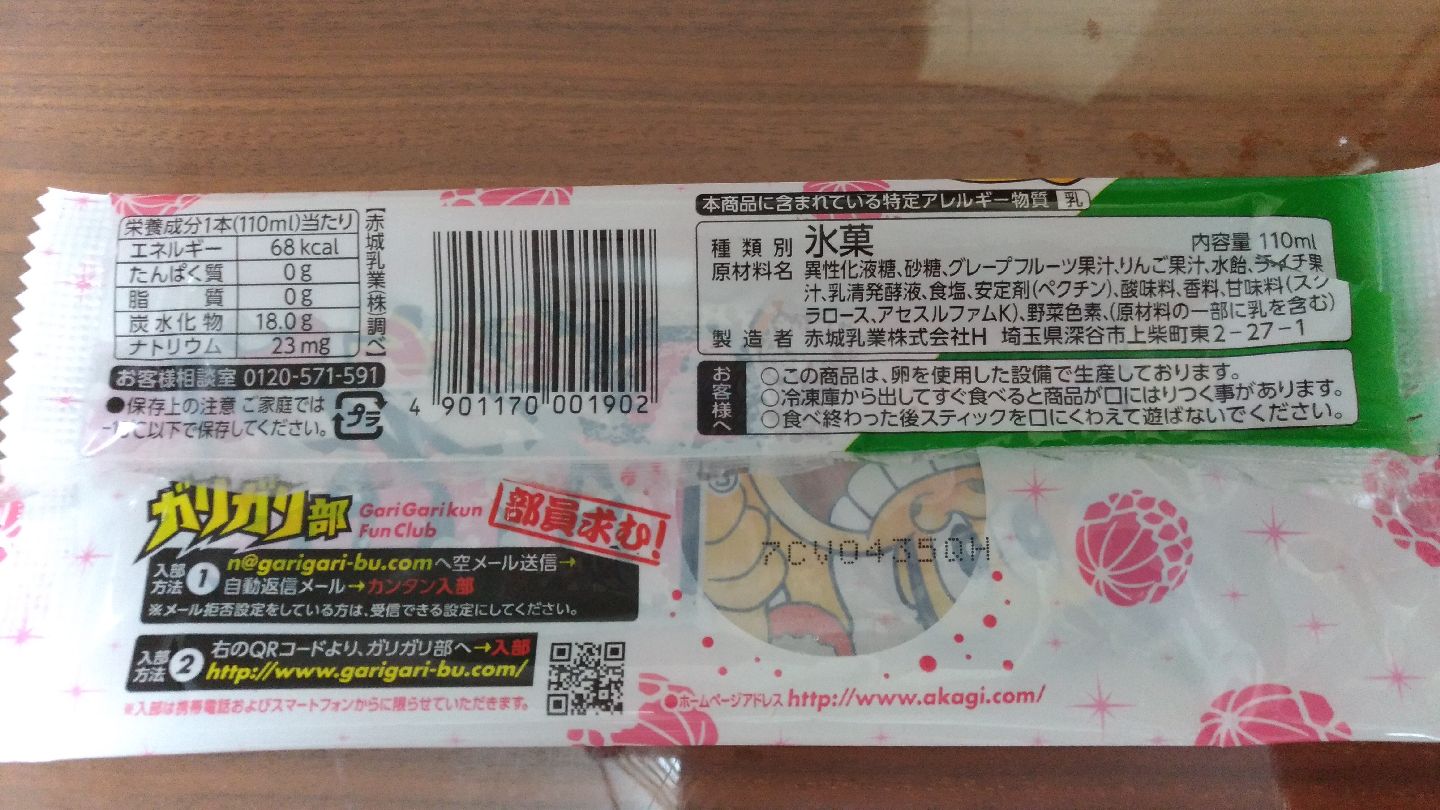 栄養成分1本(110ml)当たり
エネルギー 68kcal
たんぱく質 0g
脂質 0g
炭水化物 18.0g
ナトリウム 23mg
赤城乳業株調べ
お客様相談室 0120-571-591
●保存上の注意 ご家庭では
以下で保存してください。
プラ
4 901170 001902
本商品に含まれている特定アレルギー物質 乳
種類別 氷菓 内容量 110ml
原材料名 異性化液糖、砂糖、グレープフルーツ果汁、りんご果汁、水飴、ライチ果
汁、乳清発酵液、食塩、安定剤(ペクチン)、酸味料、香料、甘味料(スク
ラロース、アセスルファムK)、野菜色素、(原材料の一部に乳を含む)
製造者 赤城乳業株式会社H 埼玉県深谷市上柴町東2-27-1
お客様へ
○この商品は、卵を使用した設備で生産しております。
○冷凍庫から出してすぐ食べると商品が口にはりつく事があります。
○食べ終わった後スティックを口にくわえて遊ばないでください。
ガリガリ部
GariGarikun
Fun Club
部員求む!
入部方法1 n@garigari-bu.comへ空メール送信→
自動返信メール→カンタン入部
※メール拒否設定をしている方は、受信できる設定にしてください。
入部方法2 右のQRコードより、ガリガリ部へ→入部
http://www.garigari-bu.com/
※入部は携帯電話およびスマートフォンからに限らせていただきます。
7CV04350H
●ホームページアドレス http://www.akagi.com/